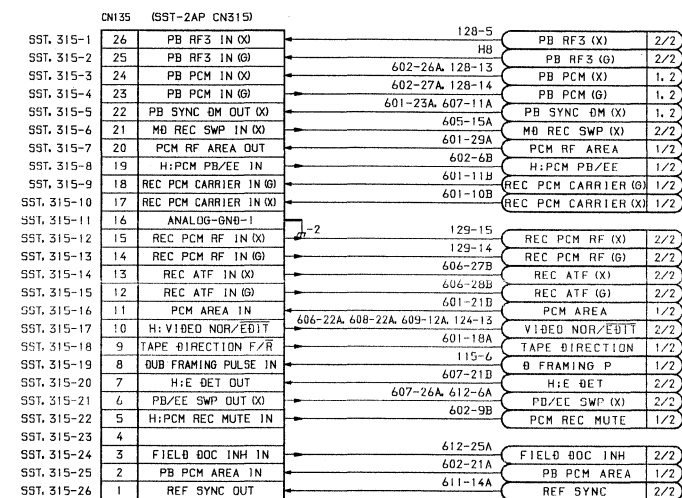 CN135 (SST-2AP CN315)
SST. 315-1 26 PB RF3 IN (X) 128-5 PB RF3 (X) 2/2
SST. 315-2 25 PB RF3 IN (G) H8 PB RF3 (G) 2/2
SST. 315-3 24 PB PCM IN (X) 602-26A. 128-13 PB PCM (X) 1. 2
SST. 315-4 23 PB PCM IN (G) 602-27A. 128-14 PB PCM (G) 1. 2
SST. 315-5 22 PB SYNC DM OUT (X) 601-23A. 607-11A PB SYNC DM (X) 1. 2
SST. 315-6 21 MD REC SWP IN (X) 605-15A MD REC SWP (X) 2/2
SST. 315-7 20 PCM RF AREA OUT 601-29A PCM RF AREA 1/2
SST. 315-8 19 H:PCM PB/EE IN 602-6B H:PCM PB/EE 1/2
SST. 315-9 18 REC PCM CARRIER IN (G) 601-11B REC PCM CARRIER (G) 1/2
SST. 315-10 17 REC PCM CARRIER IN (X) 601-10B REC PCM CARRIER (X) 1/2
SST. 315-11 16 ANALOG-GND-1 -2
SST. 315-12 15 REC PCM RF IN (X) 129-15 REC PCM RF (X) 2/2
SST. 315-13 14 REC PCM RF IN (G) 129-14 REC PCM RF (G) 2/2
SST. 315-14 13 REC ATF IN (X) 606-27B REC ATF (X) 2/2
SST. 315-15 12 REC ATF IN (G) 606-28B REC ATF (G) 2/2
SST. 315-16 11 PCM AREA IN 601-21B PCM AREA 1/2
SST. 315-17 10 H:VIDEO NOR/EDIT 606-22A. 608-22A. 609-12A. 124-13 VIDEO NOR/EDIT 2/2
SST. 315-18 9 TAPE DIRECTION F/R 601-18A TAPE DIRECTION 1/2
SST. 315-19 8 DUB FRAMING PULSE IN 115-6 D FRAMING P 1/2
SST. 315-20 7 H:E DET OUT 607-21B H:E DET 2/2
SST. 315-21 6 PB/EE SWP OUT (X) 607-26A. 612-6A PB/EE SWP (X) 2/2
SST. 315-22 5 H:PCM REC MUTE IN 602-9B PCM REC MUTE 1/2
SST. 315-23 4
SST. 315-24 3 FIELD DOC INH IN 612-25A FIELD DOC INH 2/2
SST. 315-25 2 PB PCM AREA IN 602-21A PB PCM AREA 1/2
SST. 315-26 1 REF SYNC OUT 611-14A REF SYNC 2/2